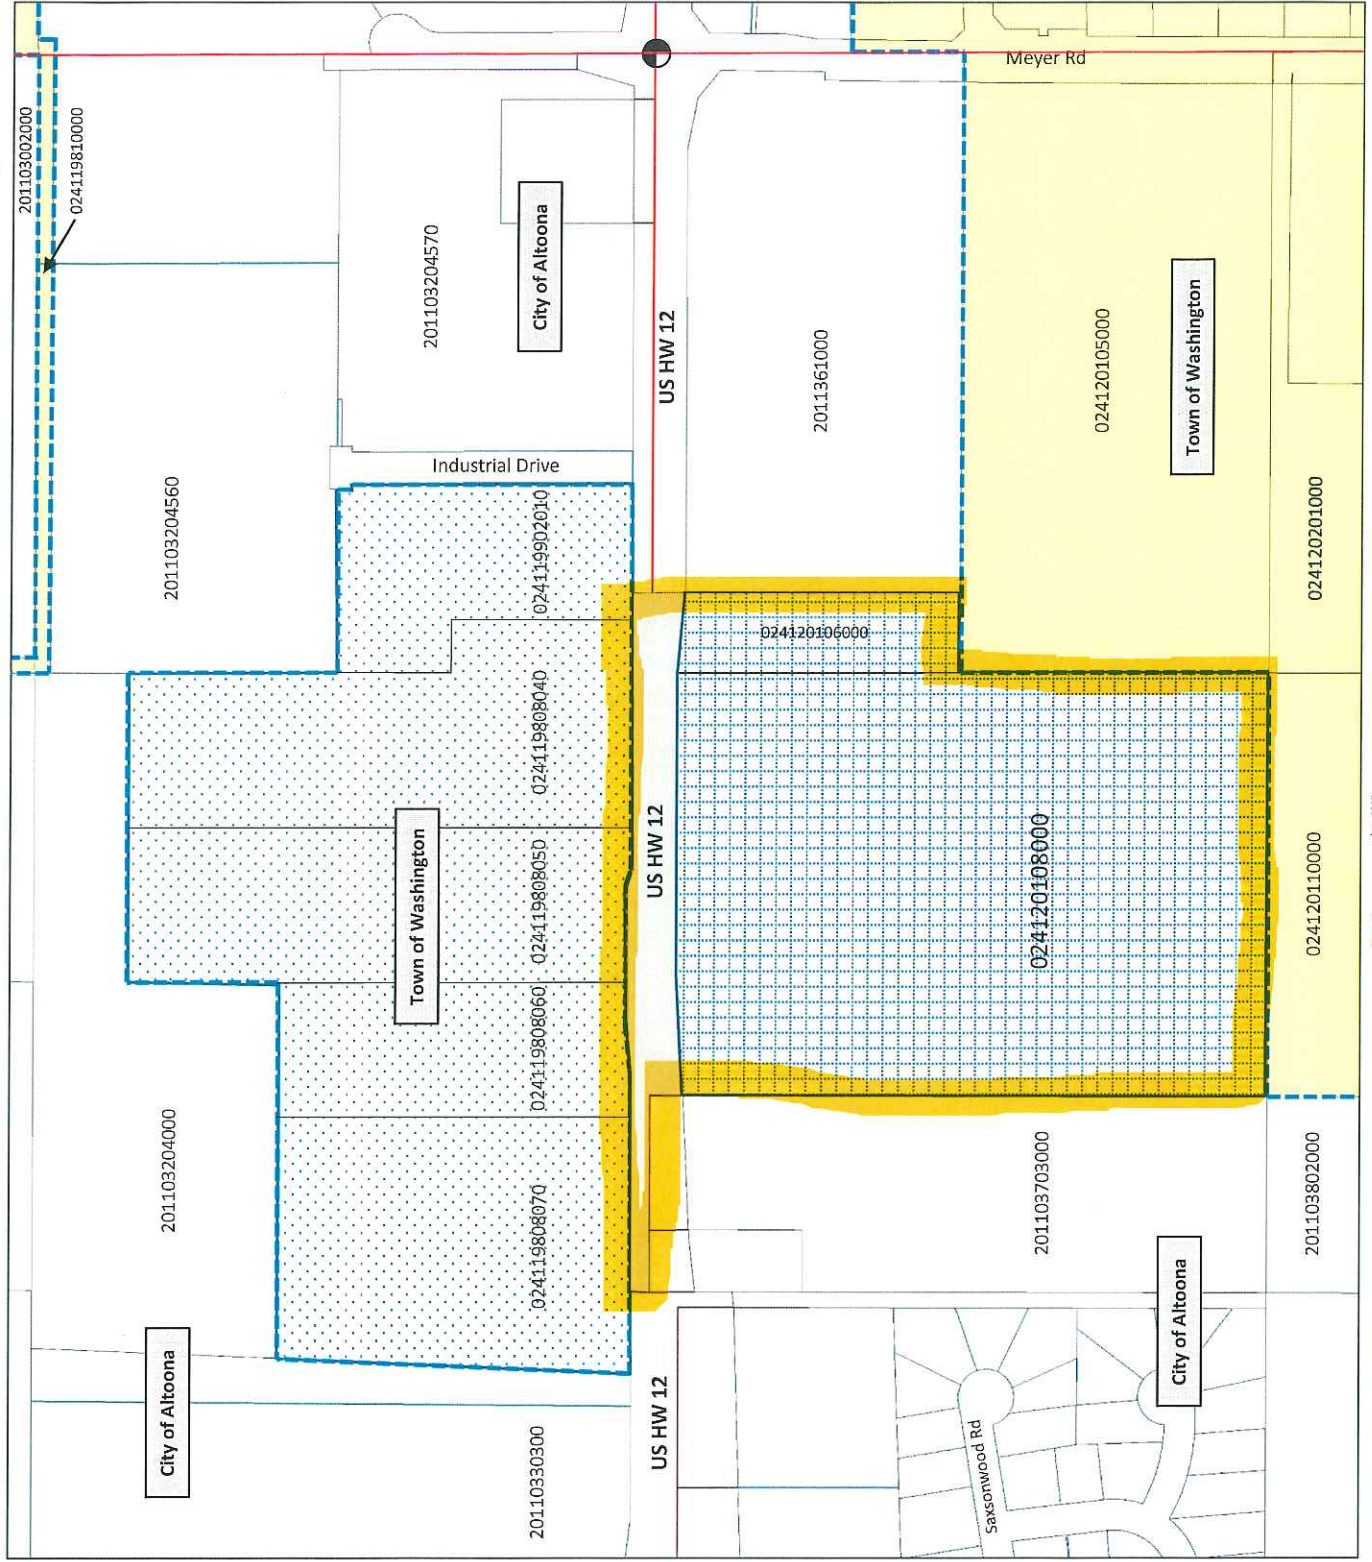 201103002000
024119810000
City of Altoona
201103204000
201103204560
Town of Washington
201103204570
Industrial Drive
20110330300
024119808070
024119808060
024119808050
024119808040
024119902010
City of Altoona
US HW 12
US HW 12
US HW 12
024120106000
2011361000
Saxsonwood Rd
201103703000
024120108000
Meyer Rd
024120105000
City of Altoona
Town of Washington
201103802000
024120110000
024120201000